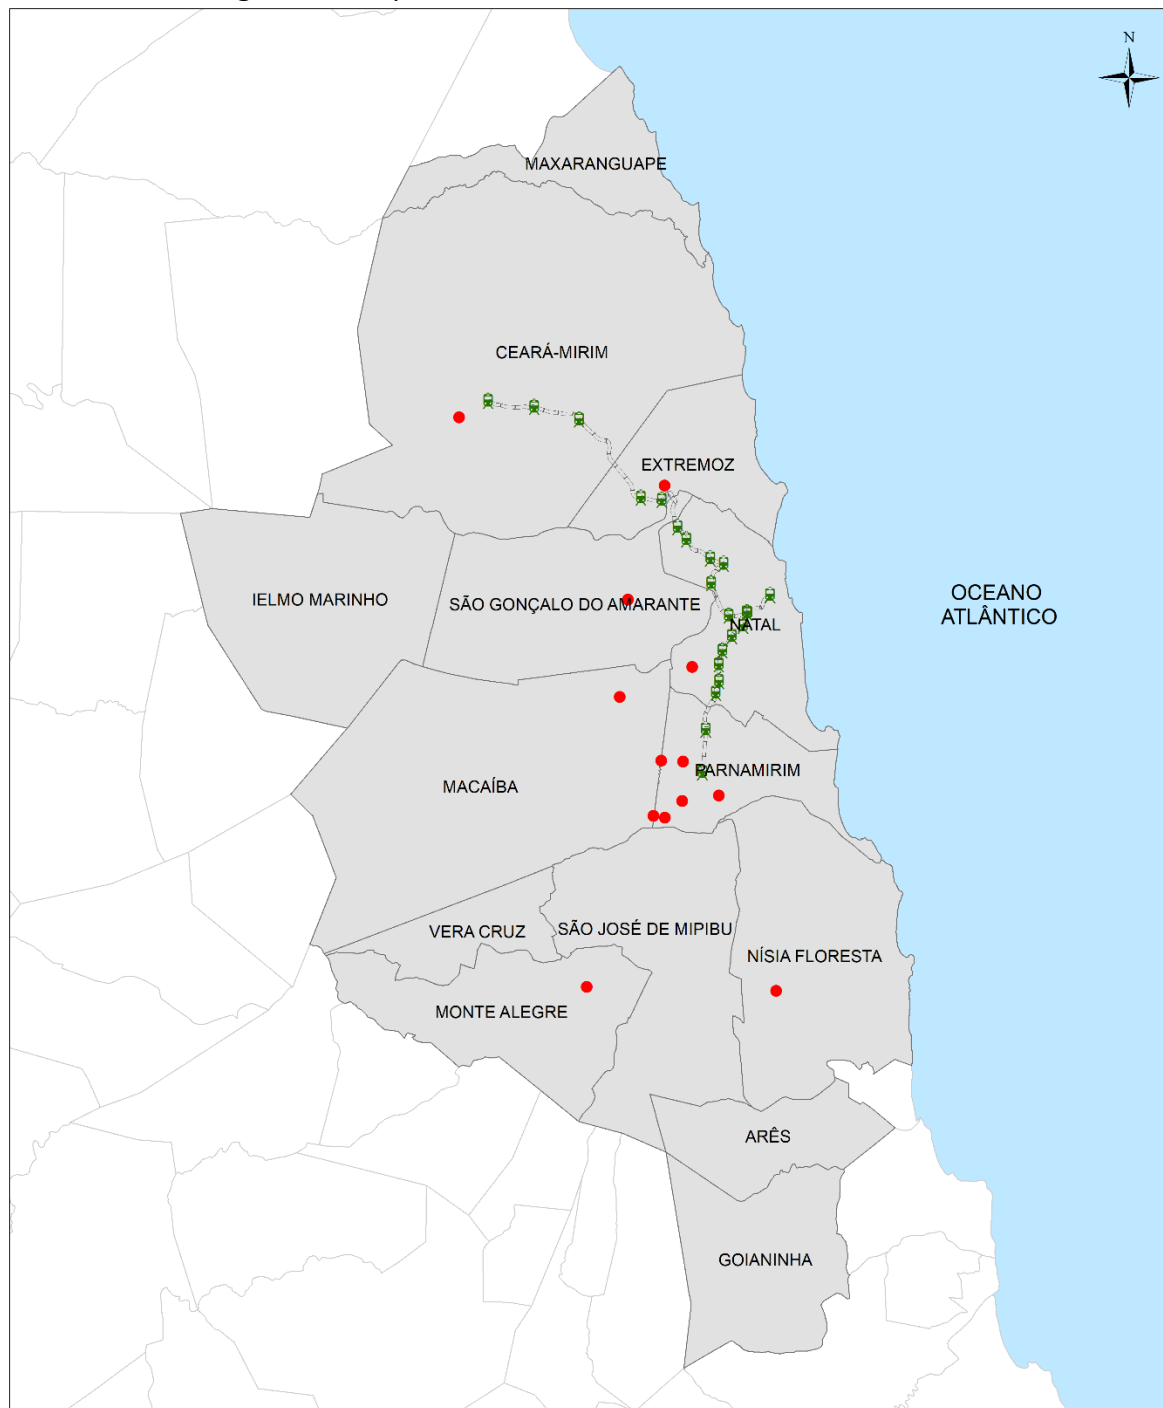 N
MAXARANGUAPE
CEARÁ-MIRIM
EXTREMOZ
IELMO MARINHO
SÃO GONÇALO DO AMARANTE
OCEANO
ATLÂNTICO
NATAL
PARNAMIRIM
MACAÍBA
VERA CRUZ
SÃO JOSÉ DE MIPIBU
NÍSIA FLORESTA
MONTE ALEGRE
ARÊS
GOIANINHA